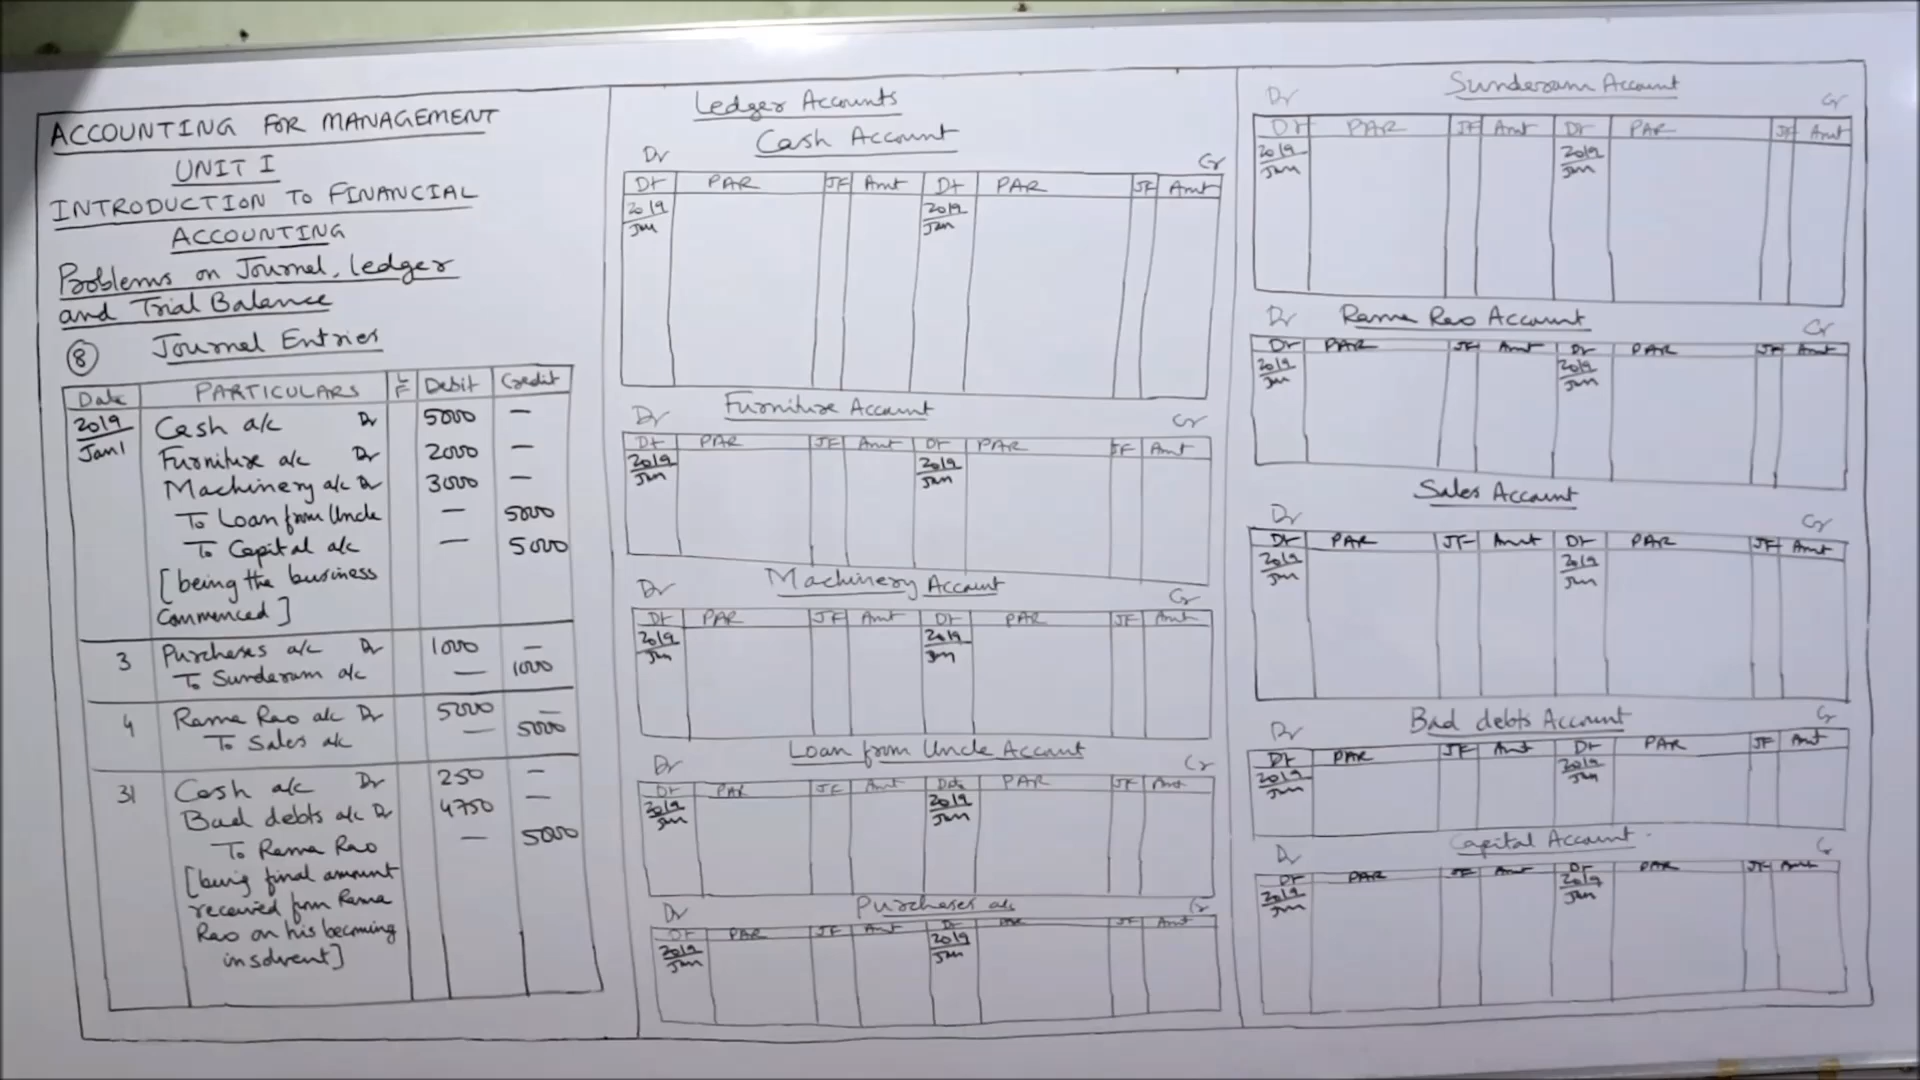 ACCOUNTING FOR MANAGEMENT
UNIT I
INTRODUCTION TO FINANCIAL
ACCOUNTING
Problems on Journal, ledger
and Trial Balance
8 Journal Entries
Date PARTICULARS LF Debit Credit
2019 Jan 1 Cash a/c Dr 5000 —
Furniture a/c Dr 2000 —
Machinery a/c Dr 3000 —
To Loan from Uncle — 5000
To Capital a/c — 5000
[being the business
Commenced]
3 Purchases a/c Dr 1000 —
To Sunderam a/c — 1000
4 Rama Rao a/c Dr 5000 —
To Sales a/c — 5000
31 Cash a/c Dr 250 —
Bad debts a/c Dr 4750 —
To Rama Rao — 5000
[being final amount
received from Rama
Rao on his becoming
insolvent]
Ledger Accounts
Cash Account
Dr Cr
Dt PAR JF Amt Dt PAR JF Amt
2019 2019
Jan Jan
Furniture Account
Dr Cr
Dt PAR JF Amt Dt PAR JF Amt
2019 2019
Jan Jan
Machinery Account
Dr Cr
Dt PAR JF Amt Dt PAR JF Amt
2019 2019
Jan Jan
Loan from Uncle Account
Dr Cr
Dt PAR JF Amt Date PAR JF Amt
2019 2019
Jan Jan
Purchases a/c
Dr Cr
Dt PAR JF Amt Dt PAR JF Amt
2019 2019
Jan Jan
Sunderam Account
Dr Cr
Dt PAR JF Amt Dt PAR JF Amt
2019 2019
Jan Jan
Rama Rao Account
Dr Cr
Dt PAR JF Amt Dt PAR JF Amt
2019 2019
Jan Jan
Sales Account
Dr Cr
Dt PAR JF Amt Dt PAR JF Amt
2019 2019
Jan Jan
Bad debts Account
Dr Cr
Dt PAR JF Amt Dt PAR JF Amt
2019 2019
Jan Jan
Capital Account
Dr Cr
Dt PAR JF Amt Dt PAR JF Amt
2019 2019
Jan Jan